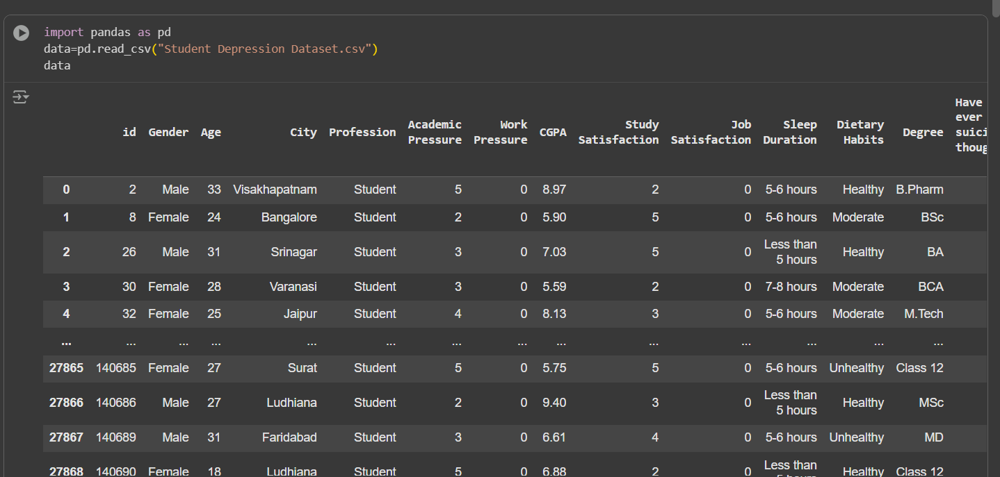 import pandas as pd
data=pd.read_csv("Student Depression Dataset.csv")
data
id Gender Age City Profession Academic Pressure Work Pressure CGPA Study Satisfaction Job Satisfaction Sleep Duration Dietary Habits Degree Have ever
0 2 Male 33 Visakhapatnam Student 5 0 8.97 2 0 5-6 hours Healthy B.Pharm
1 8 Female 24 Bangalore Student 2 0 5.90 5 0 5-6 hours Moderate BSc
2 26 Male 31 Srinagar Student 3 0 7.03 5 0 Less than 5 hours Healthy BA
3 30 Female 28 Varanasi Student 3 0 5.59 2 0 7-8 hours Moderate BCA
4 32 Female 25 Jaipur Student 4 0 8.13 3 0 5-6 hours Moderate M.Tech
... ... ... ... ... ... ... ... ... ... ... ... ... ...
27865 140685 Female 27 Surat Student 5 0 5.75 5 0 5-6 hours Unhealthy Class 12
27866 140686 Male 27 Ludhiana Student 2 0 9.40 3 0 Less than 5 hours Healthy MSc
27867 140689 Male 31 Faridabad Student 3 0 6.61 4 0 5-6 hours Unhealthy MD
27868 140690 Female 18 Ludhiana Student 5 0 6.88 2 0 Less than Healthy Class 12